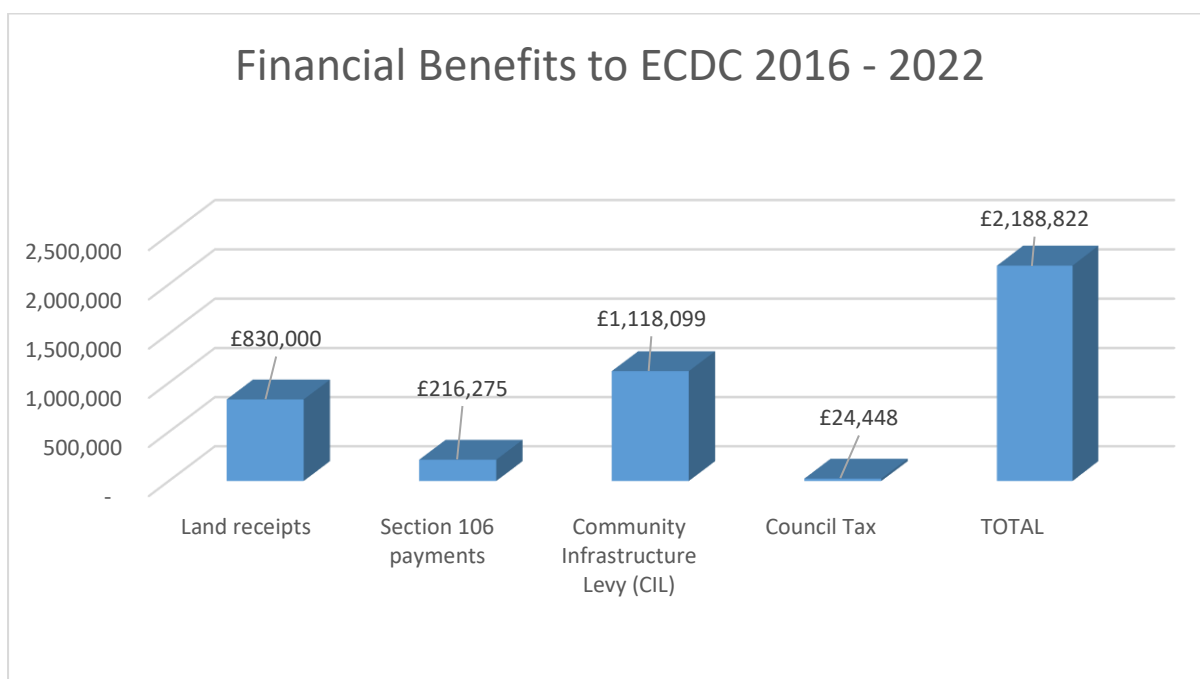 Financial Benefits to ECDC 2016 - 2022
2,500,000
2,000,000
1,500,000
1,000,000
500,000
-
£830,000
£216,275
£1,118,099
£24,448
£2,188,822
Land receipts
Section 106
payments
Community
Infrastructure
Levy (CIL)
Council Tax
TOTAL